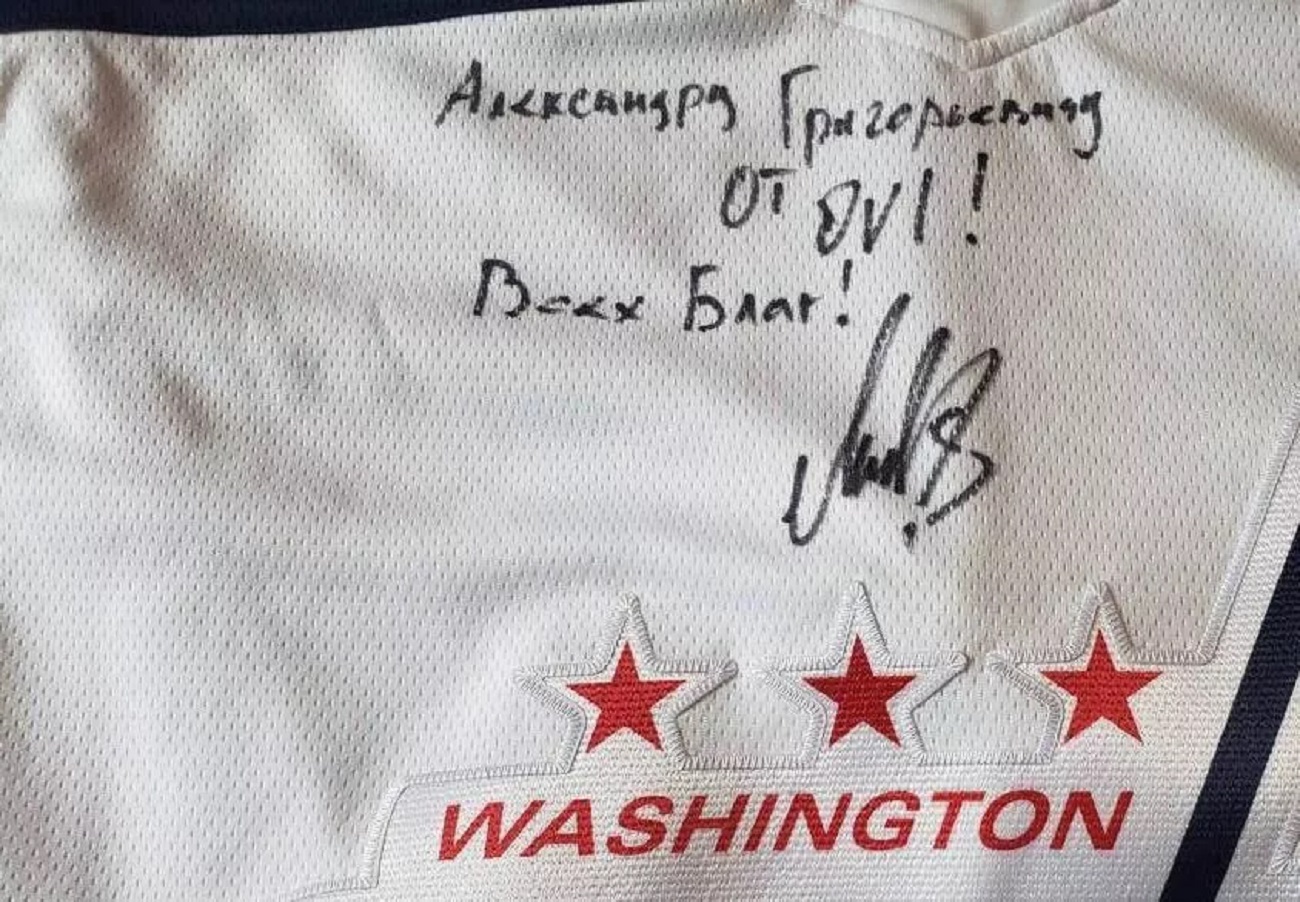 Александру Григорьевичу
от OVI!
Всех Благ!
WASHINGTON